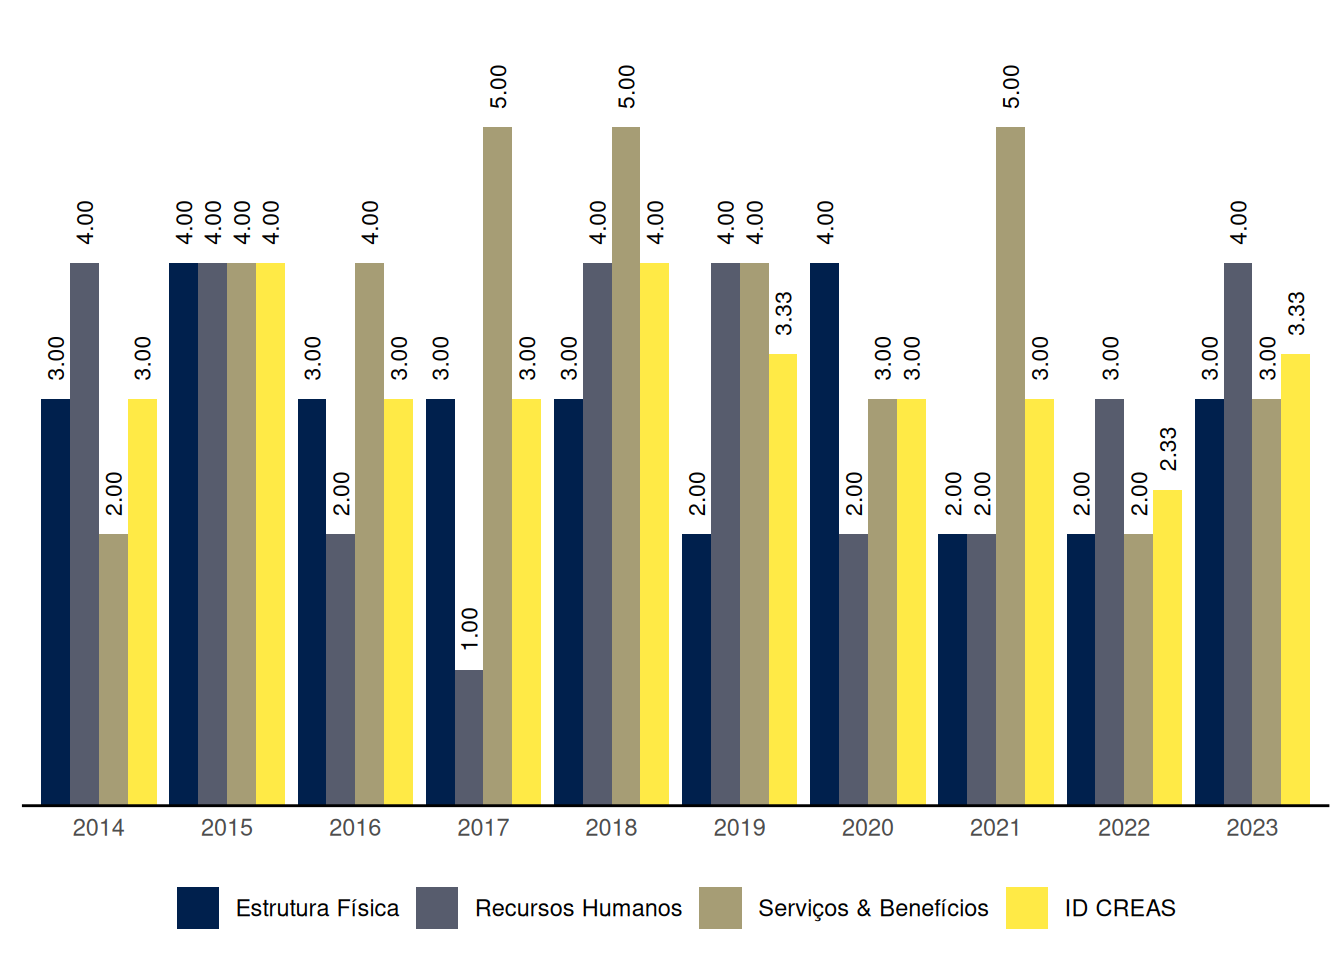 5.00 5.00 5.00
4.00 4.00 4.00 4.00 4.00 4.00 4.00 4.00 4.00 4.00 4.00 4.00
3.33 3.33
3.00 3.00 3.00 3.00 3.00 3.00 3.00 3.00 3.00 3.00 3.00 3.00 3.00
2.33
2.00 2.00 2.00 2.00 2.00 2.00 2.00 2.00
1.00
2014 2015 2016 2017 2018 2019 2020 2021 2022 2023
Estrutura Física Recursos Humanos Serviços & Benefícios ID CREAS